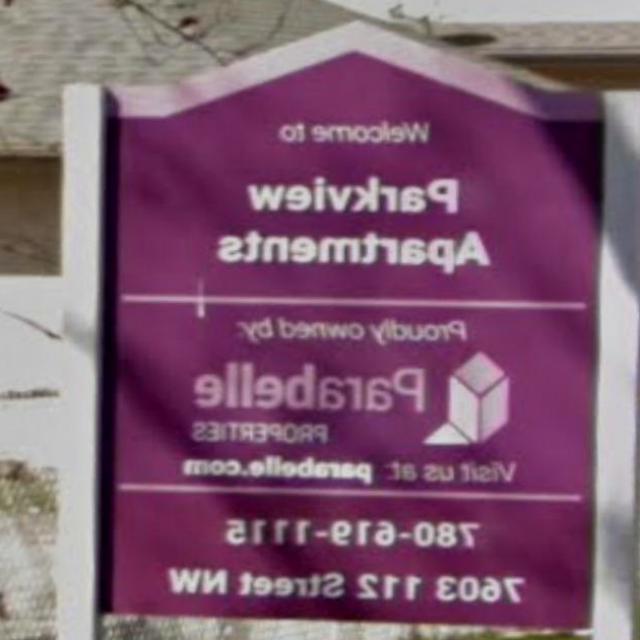 Welcome to
Parkview
Apartments
Proudly owned by:
Parabelle
PROPERTIES
Visit us at: parabelle.com
780-619-1115
7603 112 Street NW